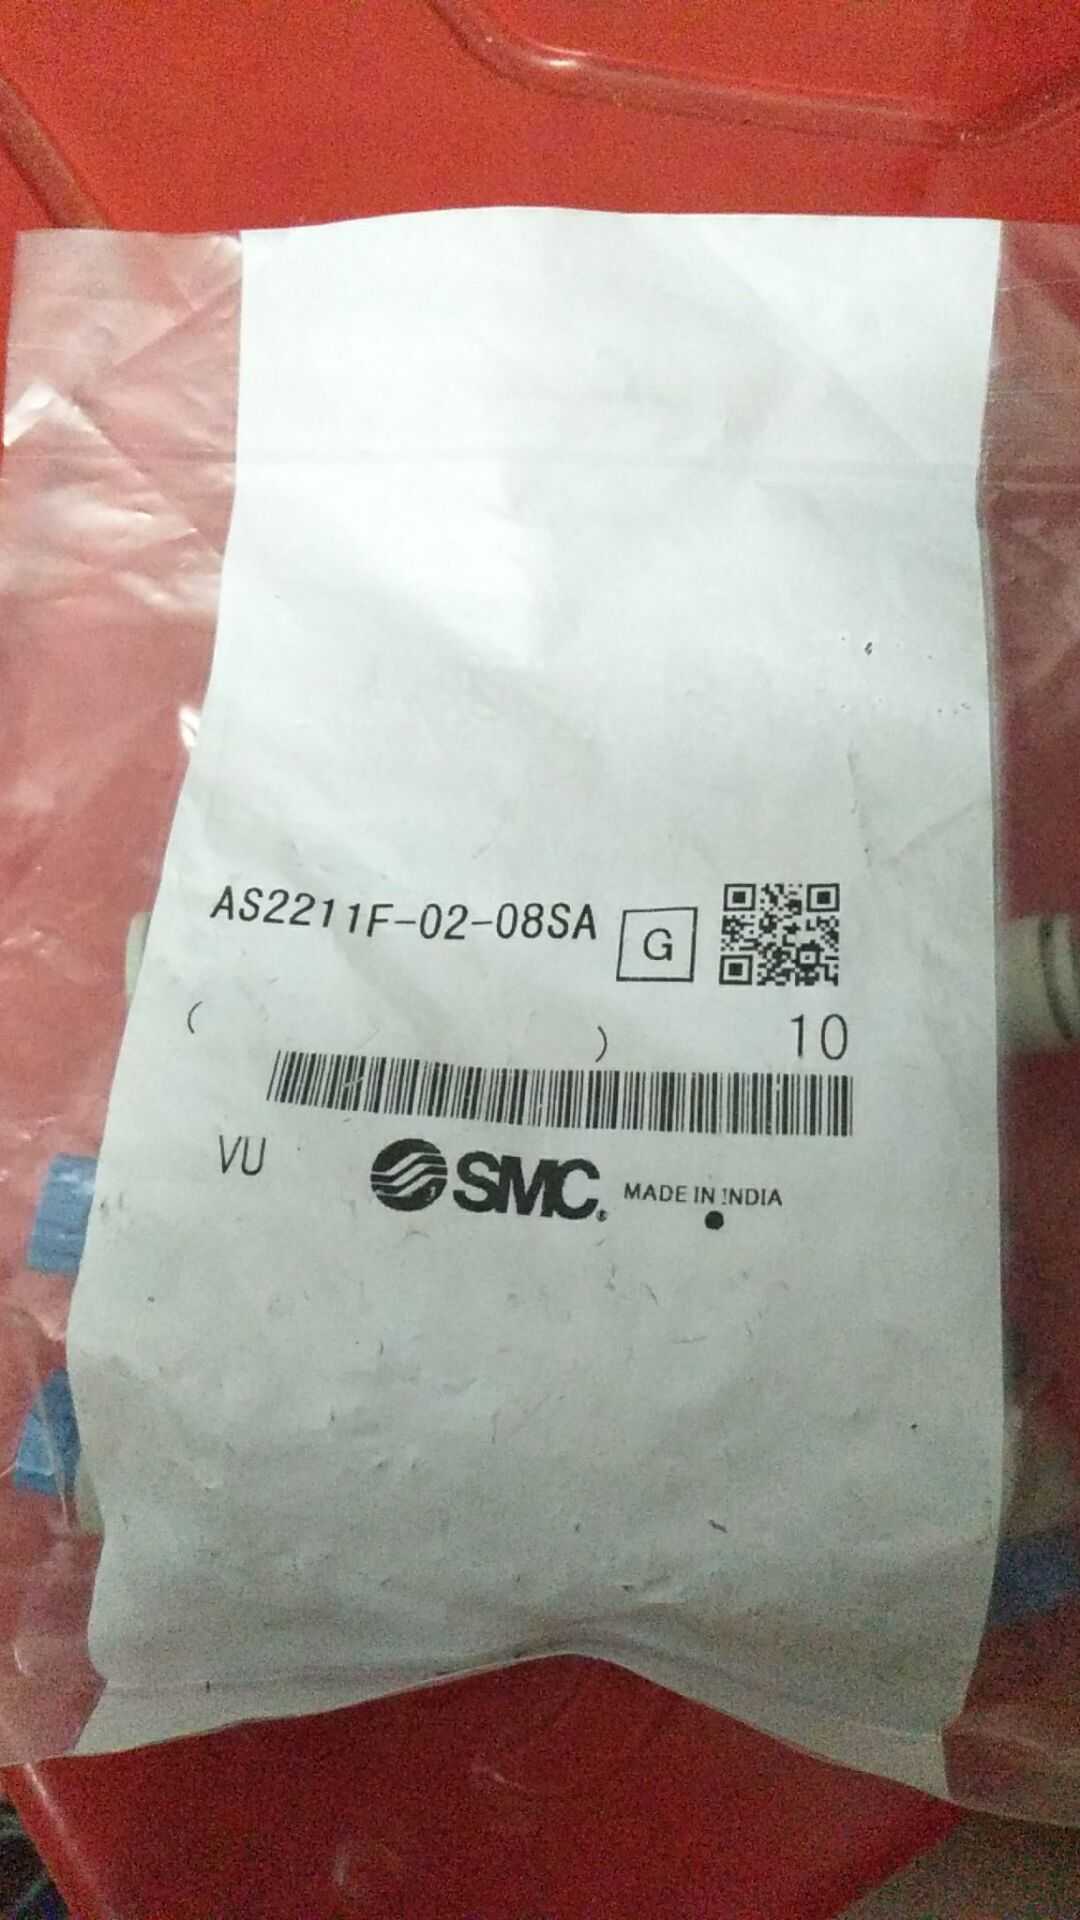 AS2211F-02-08SA G
( ) 10
VU SMC® MADE IN INDIA